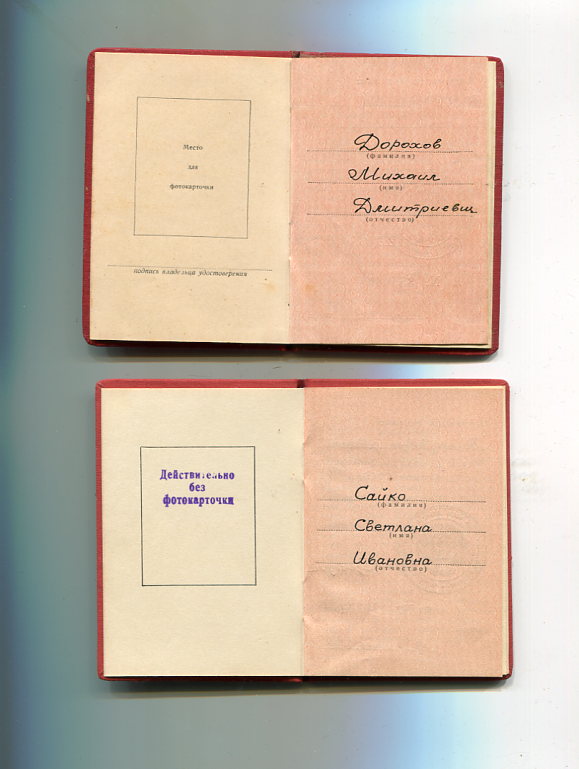 Место
для
фотокарточки
подпись владельца удостоверения
Дорохов
(фамилия)
Михаил
(имя)
Дмитриевич
(отчество)
Действительно
без
фотокарточки
Сайко
(фамилия)
Светлана
(имя)
Ивановна
(отчество)